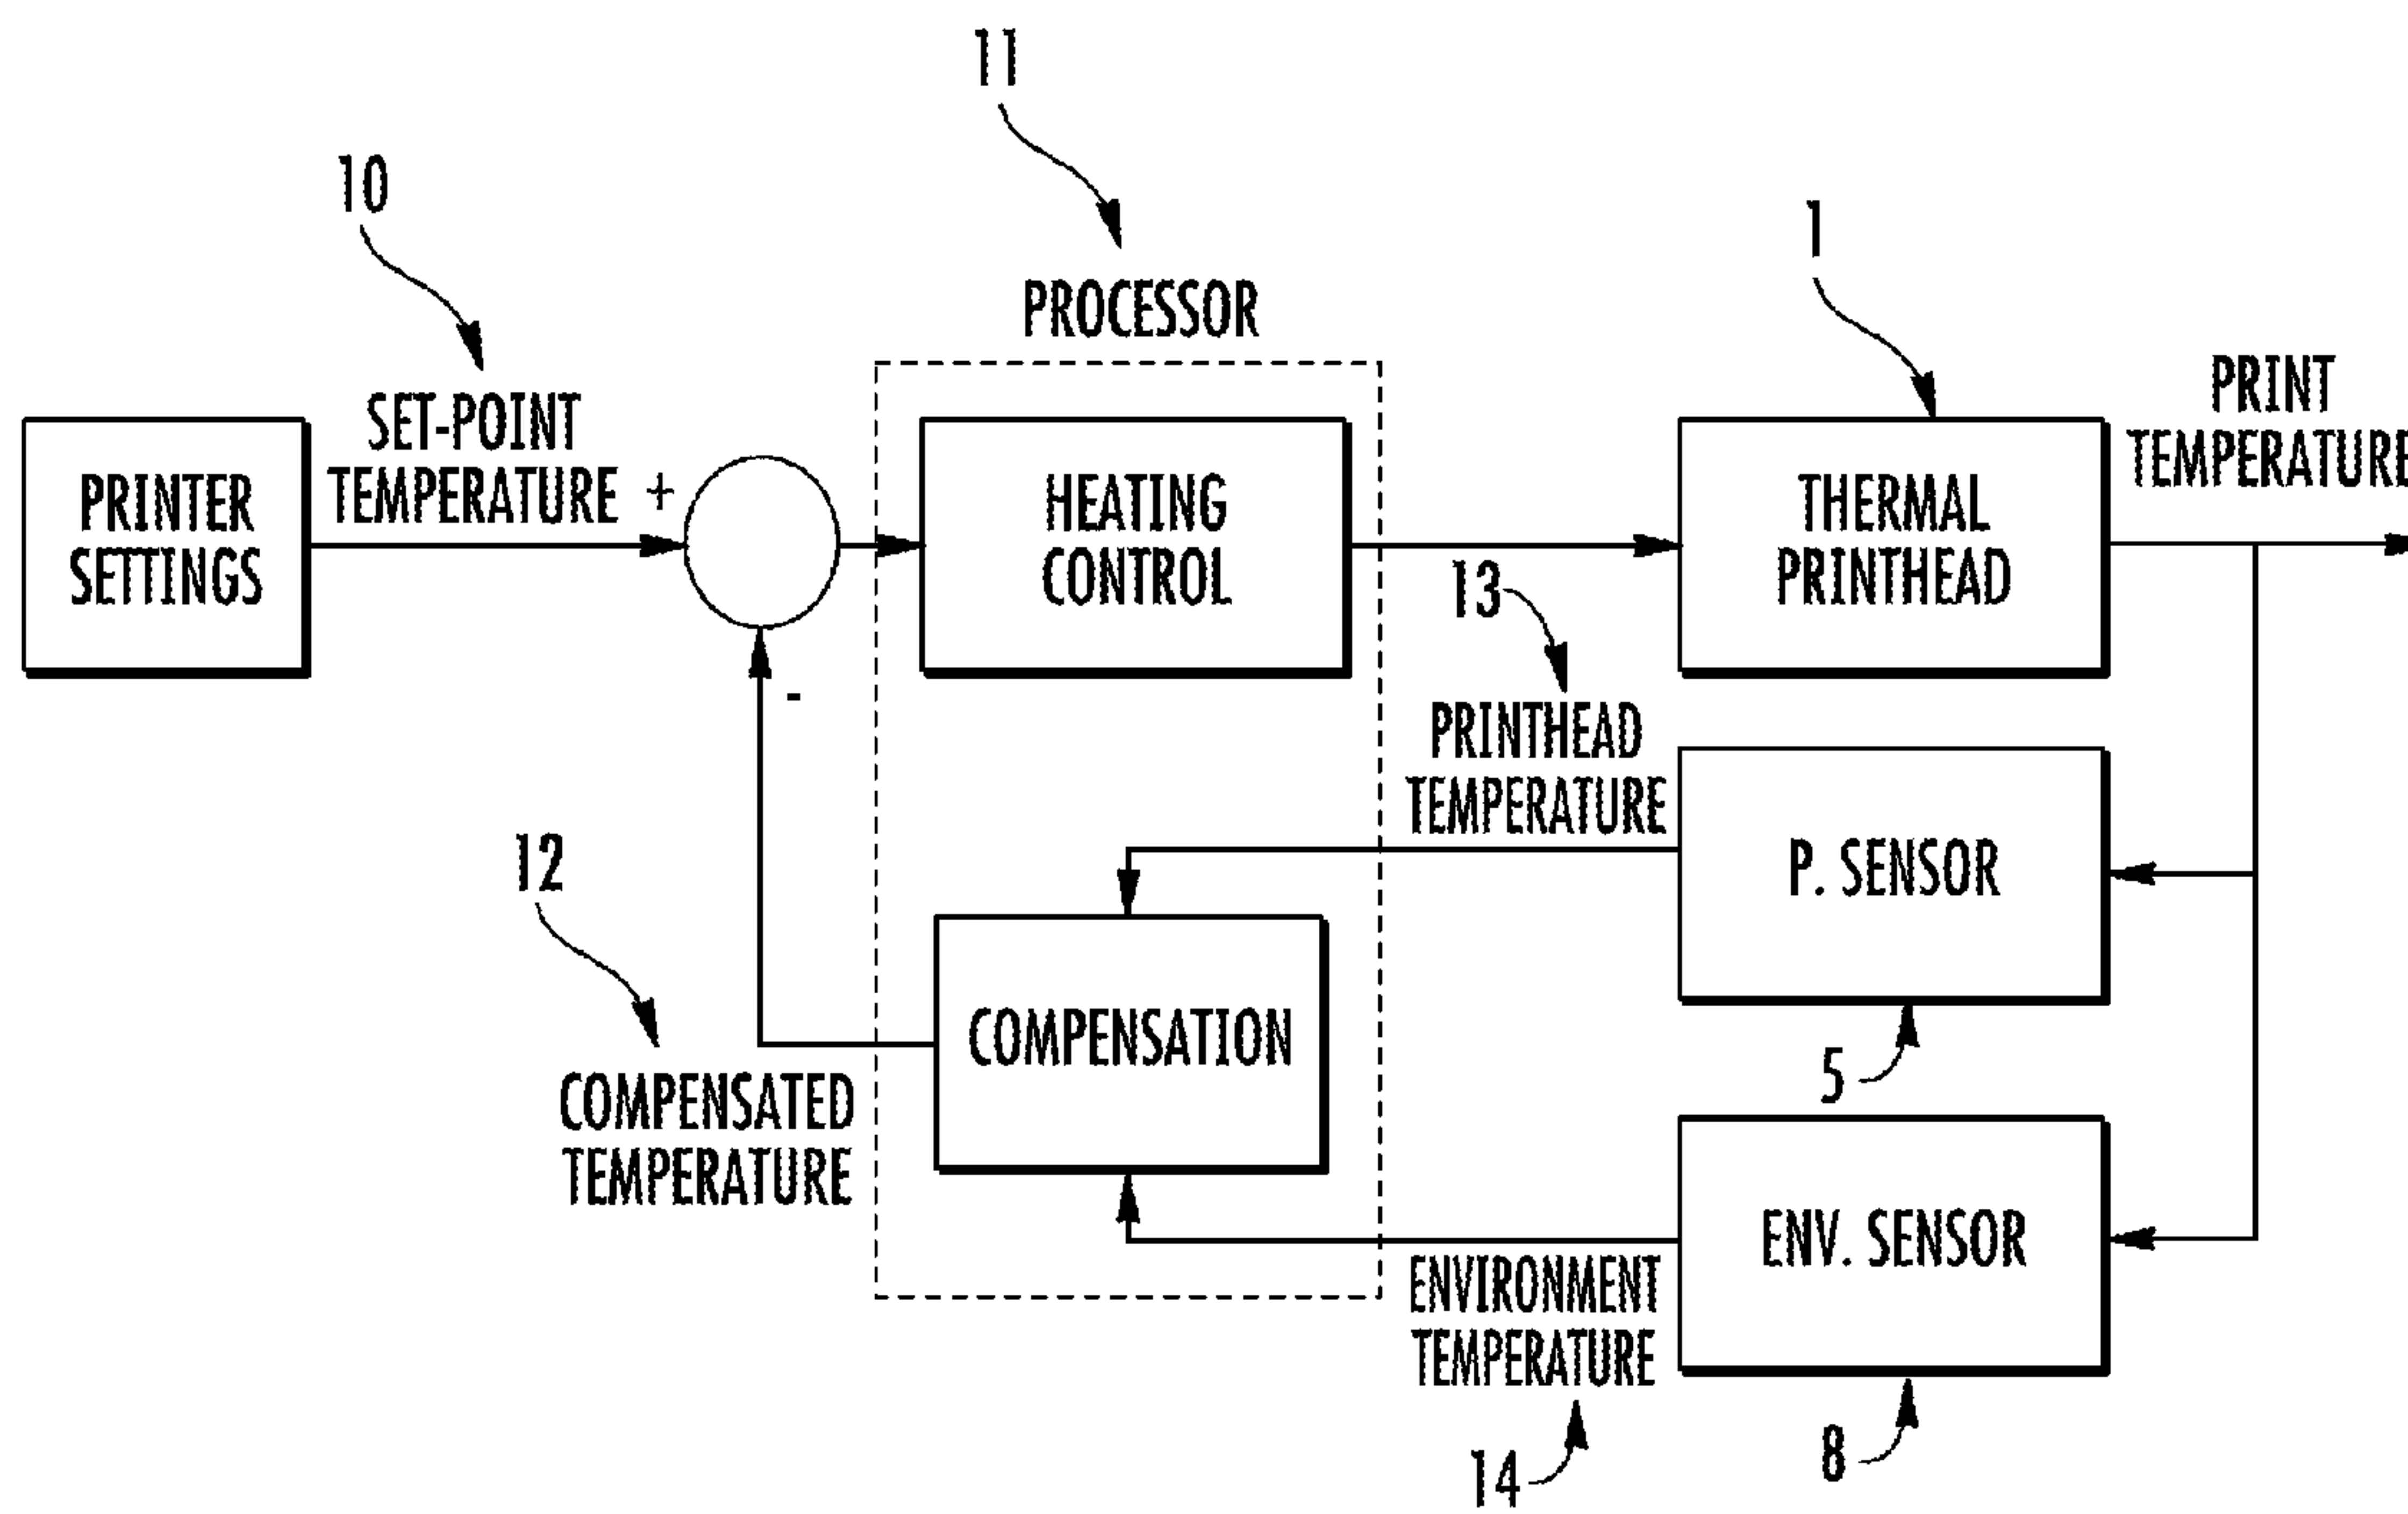 11
10
1
PROCESSOR
PRINT
TEMPERATURE
SET-POINT
TEMPERATURE +
PRINTER
SETTINGS
HEATING
CONTROL
THERMAL
PRINTHEAD
13
-
PRINTHEAD
TEMPERATURE
12
P. SENSOR
COMPENSATION
5
COMPENSATED
TEMPERATURE
ENV. SENSOR
ENVIRONMENT
TEMPERATURE
14
8